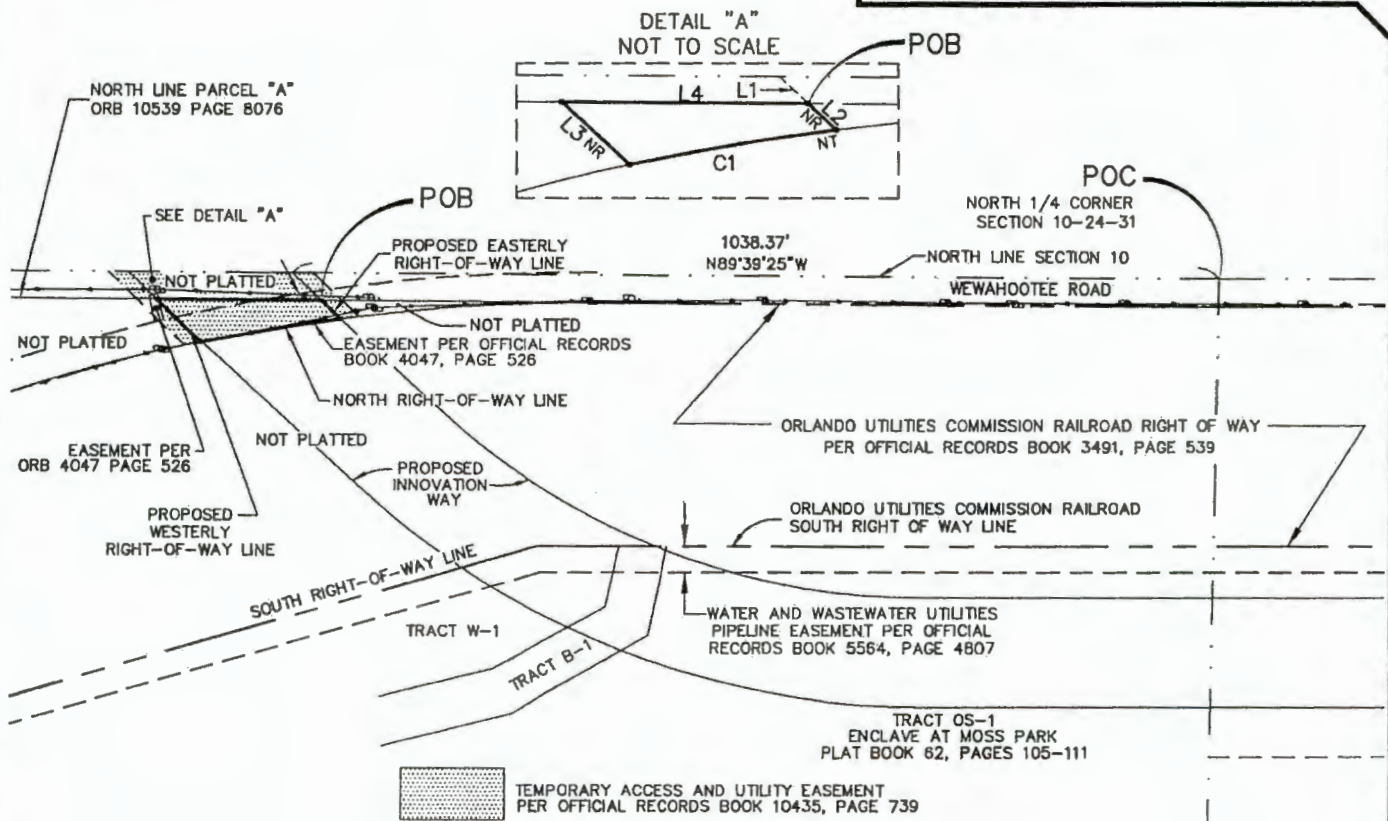 DETAIL "A"
NOT TO SCALE
POB
L1
L4
L2
NR
NT
L3 NR
C1
NORTH LINE PARCEL "A"
ORB 10539 PAGE 8076
SEE DETAIL "A"
POB
POC
NORTH 1/4 CORNER
SECTION 10-24-31
PROPOSED EASTERLY
RIGHT-OF-WAY LINE
1038.37'
N89°39'25"W
NORTH LINE SECTION 10
NOT PLATTED
WEWAHOOTEE ROAD
NOT PLATTED
NOT PLATTED
EASEMENT PER OFFICIAL RECORDS
BOOK 4047, PAGE 526
NORTH RIGHT-OF-WAY LINE
ORLANDO UTILITIES COMMISSION RAILROAD RIGHT OF WAY
PER OFFICIAL RECORDS BOOK 3491, PAGE 539
NOT PLATTED
EASEMENT PER
ORB 4047 PAGE 526
PROPOSED
INNOVATION
WAY
PROPOSED
WESTERLY
RIGHT-OF-WAY LINE
ORLANDO UTILITIES COMMISSION RAILROAD
SOUTH RIGHT OF WAY LINE
SOUTH RIGHT-OF-WAY LINE
TRACT W-1
TRACT B-1
WATER AND WASTEWATER UTILITIES
PIPELINE EASEMENT PER OFFICIAL
RECORDS BOOK 5564, PAGE 4807
TRACT OS-1
ENCLAVE AT MOSS PARK
PLAT BOOK 62, PAGES 105-111
TEMPORARY ACCESS AND UTILITY EASEMENT
PER OFFICIAL RECORDS BOOK 10435, PAGE 739